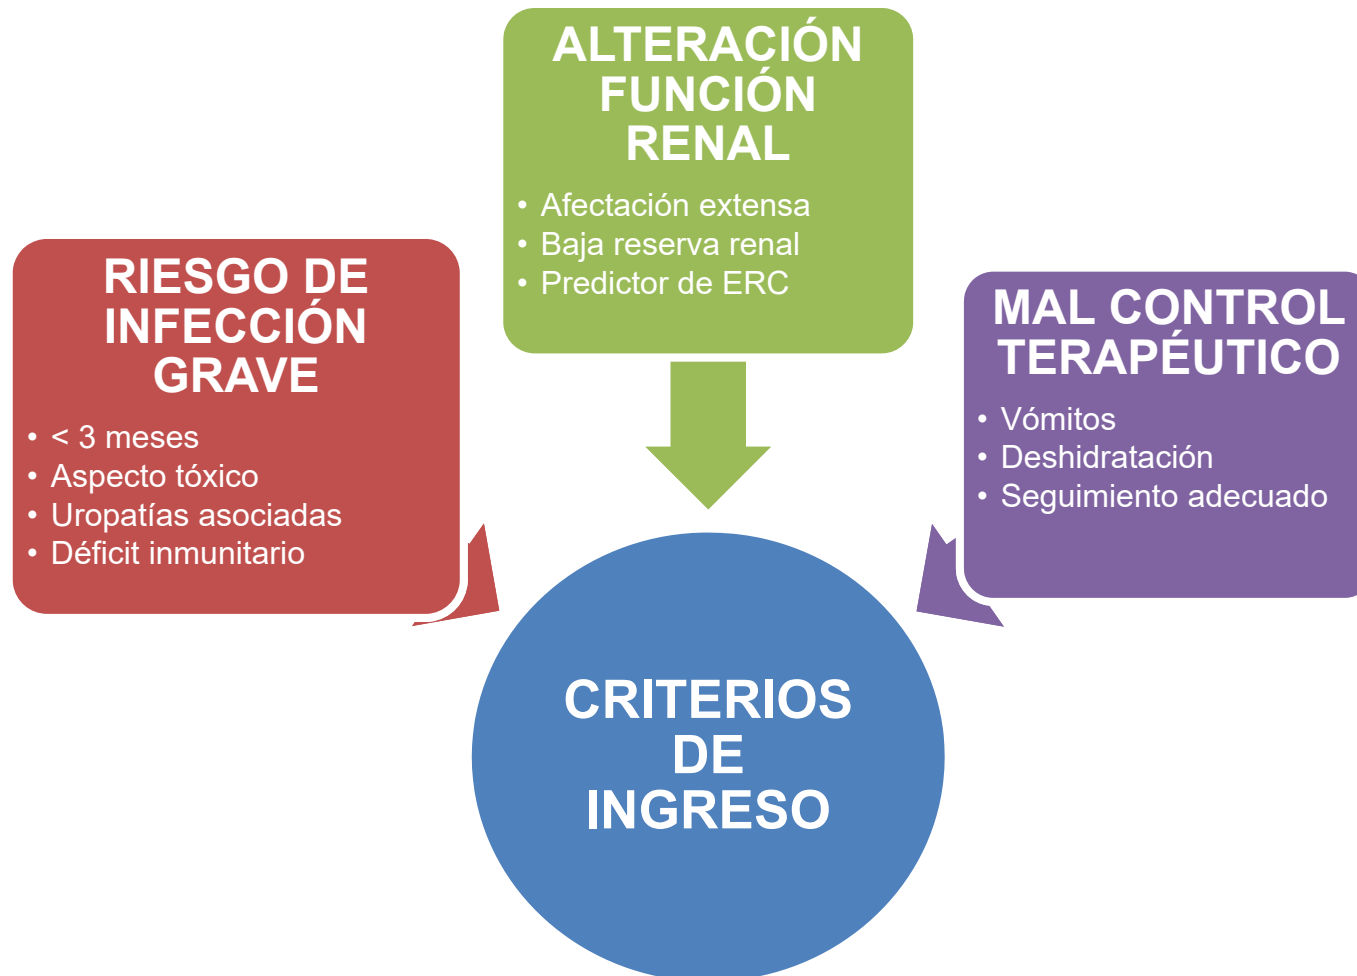 ALTERACIÓN
FUNCIÓN
RENAL
• Afectación extensa
• Baja reserva renal
• Predictor de ERC
RIESGO DE
INFECCIÓN
GRAVE
• < 3 meses
• Aspecto tóxico
• Uropatías asociadas
• Déficit inmunitario
MAL CONTROL
TERAPÉUTICO
• Vómitos
• Deshidratación
• Seguimiento adecuado
CRITERIOS
DE
INGRESO